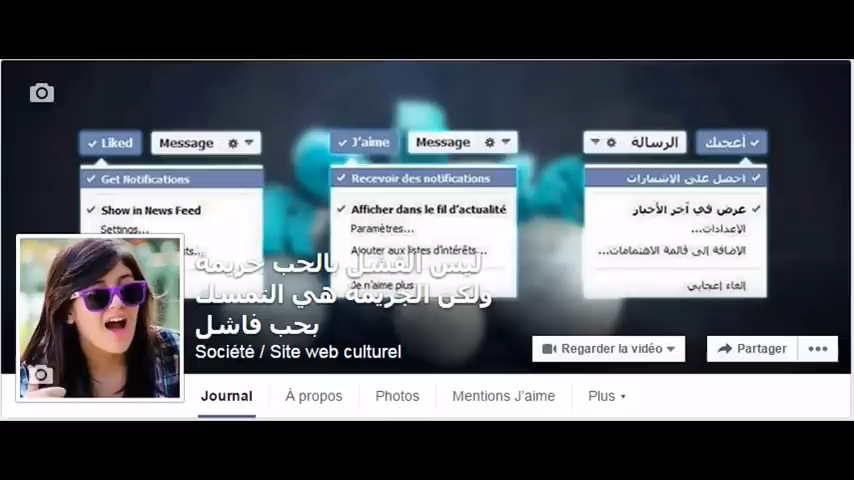 Liked Message
Get Notifications
Show in News Feed
Settings...
J'aime Message
Recevoir des notifications
Afficher dans le fil d'actualité
Paramètres...
Ajouter aux listes d'intérêts...
Je n'aime plus
أعجبك الرسالة
احصل على الإشعارات
عرض في آخر الأخبار
الإعدادات...
الاضافة إلى قائمة الاهتمامات...
إلغاء إعجابي
ليس الفشل بالحب جريمة
ولكن الجريمة هي التمسك
بحب فاشل
Société / Site web culturel
Regarder la vidéo
Partager
Journal À propos Photos Mentions J'aime Plus